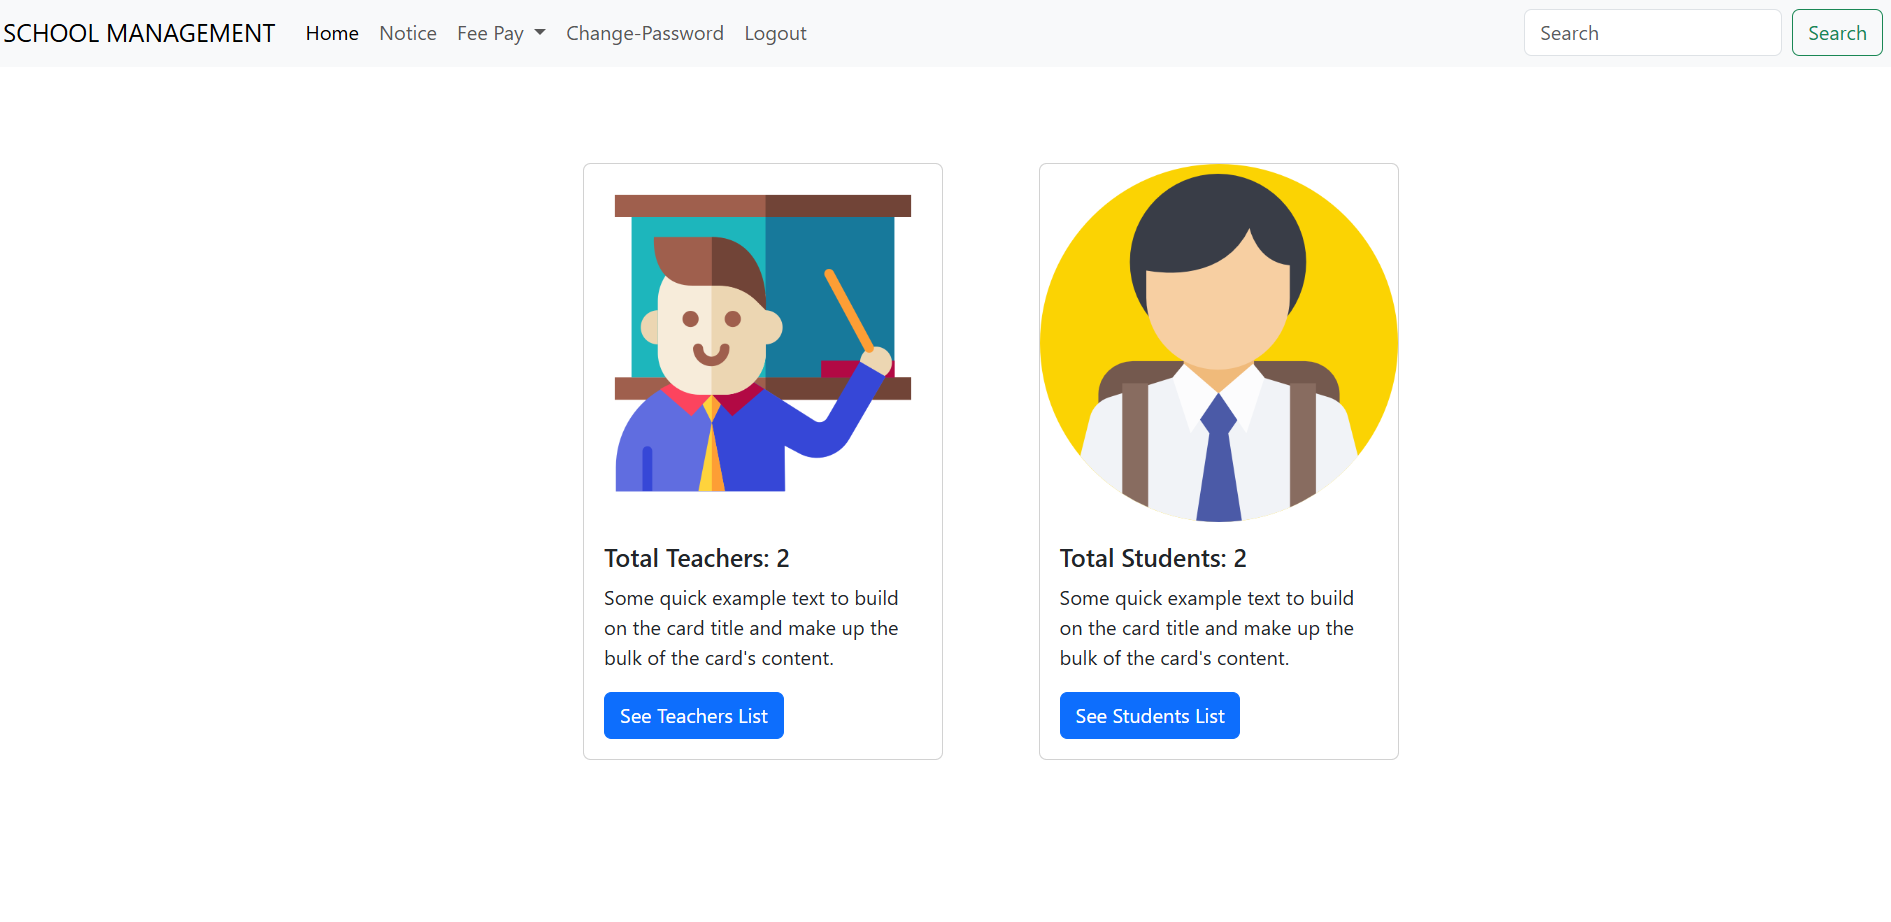 SCHOOL MANAGEMENT Home Notice Fee Pay Change-Password Logout Search Search
Total Teachers: 2
Some quick example text to build
on the card title and make up the
bulk of the card's content.
See Teachers List
Total Students: 2
Some quick example text to build
on the card title and make up the
bulk of the card's content.
See Students List